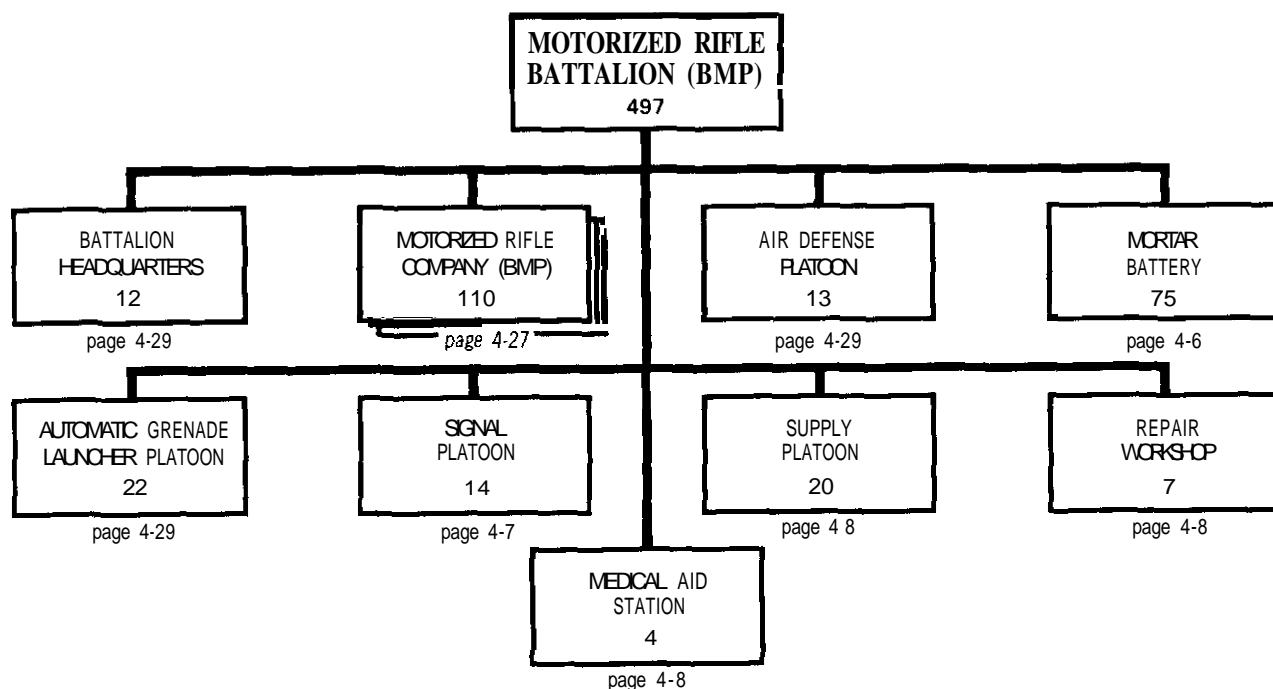 MOTORIZED RIFLE
BATTALION (BMP)
497
BATTALION
HEADQUARTERS
12
page 4-29
MOTORIZED RIFLE
COMPANY (BMP)
110
page 4-27
AIR DEFENSE
PLATOON
13
page 4-29
MORTAR
BATTERY
75
page 4-6
AUTOMATIC GRENADE
LAUNCHER PLATOON
22
page 4-29
SIGNAL
PLATOON
14
page 4-7
SUPPLY
PLATOON
20
page 4 8
REPAIR
WORKSHOP
7
page 4-8
MEDICAL AID
STATION
4
page 4-8